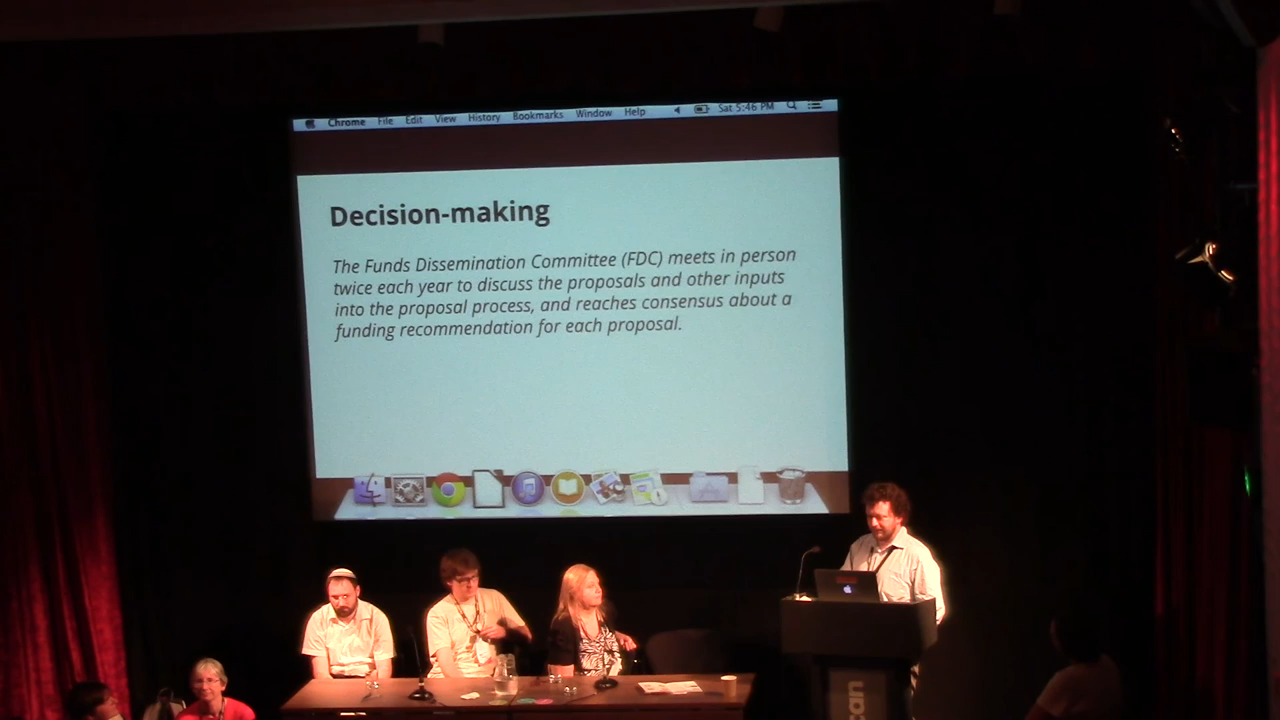 Chrome File Edit View History Bookmarks Window Help Sat 5:46 PM
Decision-making
The Funds Dissemination Committee (FDC) meets in person
twice each year to discuss the proposals and other inputs
into the proposal process, and reaches consensus about a
funding recommendation for each proposal.
can